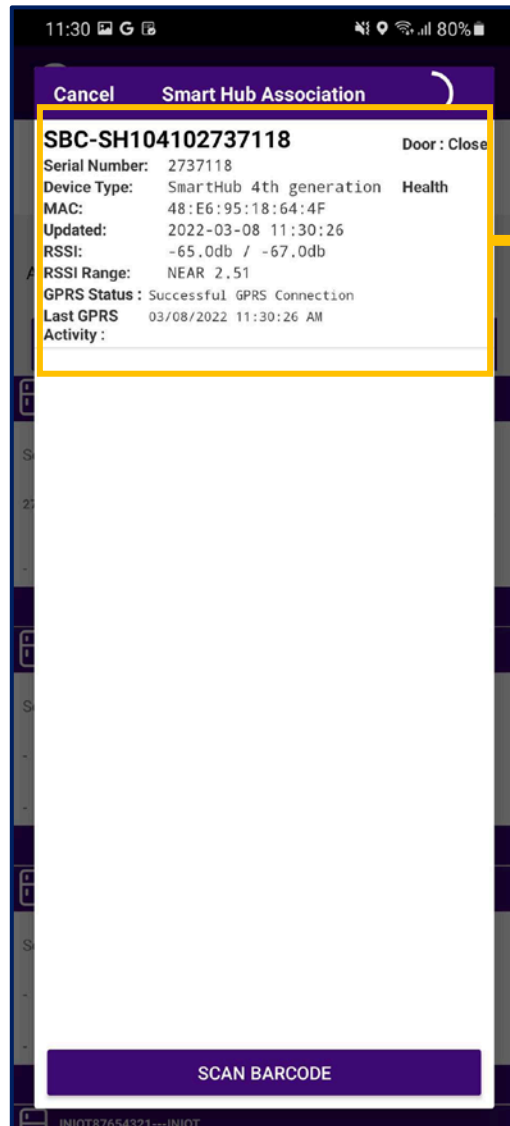 11:30 G 80%
Cancel Smart Hub Association
SBC-SH104102737118 Door : Close
Serial Number: 2737118
Device Type: SmartHub 4th generation Health
MAC: 48:E6:95:18:64:4F
Updated: 2022-03-08 11:30:26
RSSI: -65.0db / -67.0db
RSSI Range: NEAR 2.51
GPRS Status : Successful GPRS Connection
Last GPRS 03/08/2022 11:30:26 AM
Activity :
SCAN BARCODE
INIOT87654321---INIOT